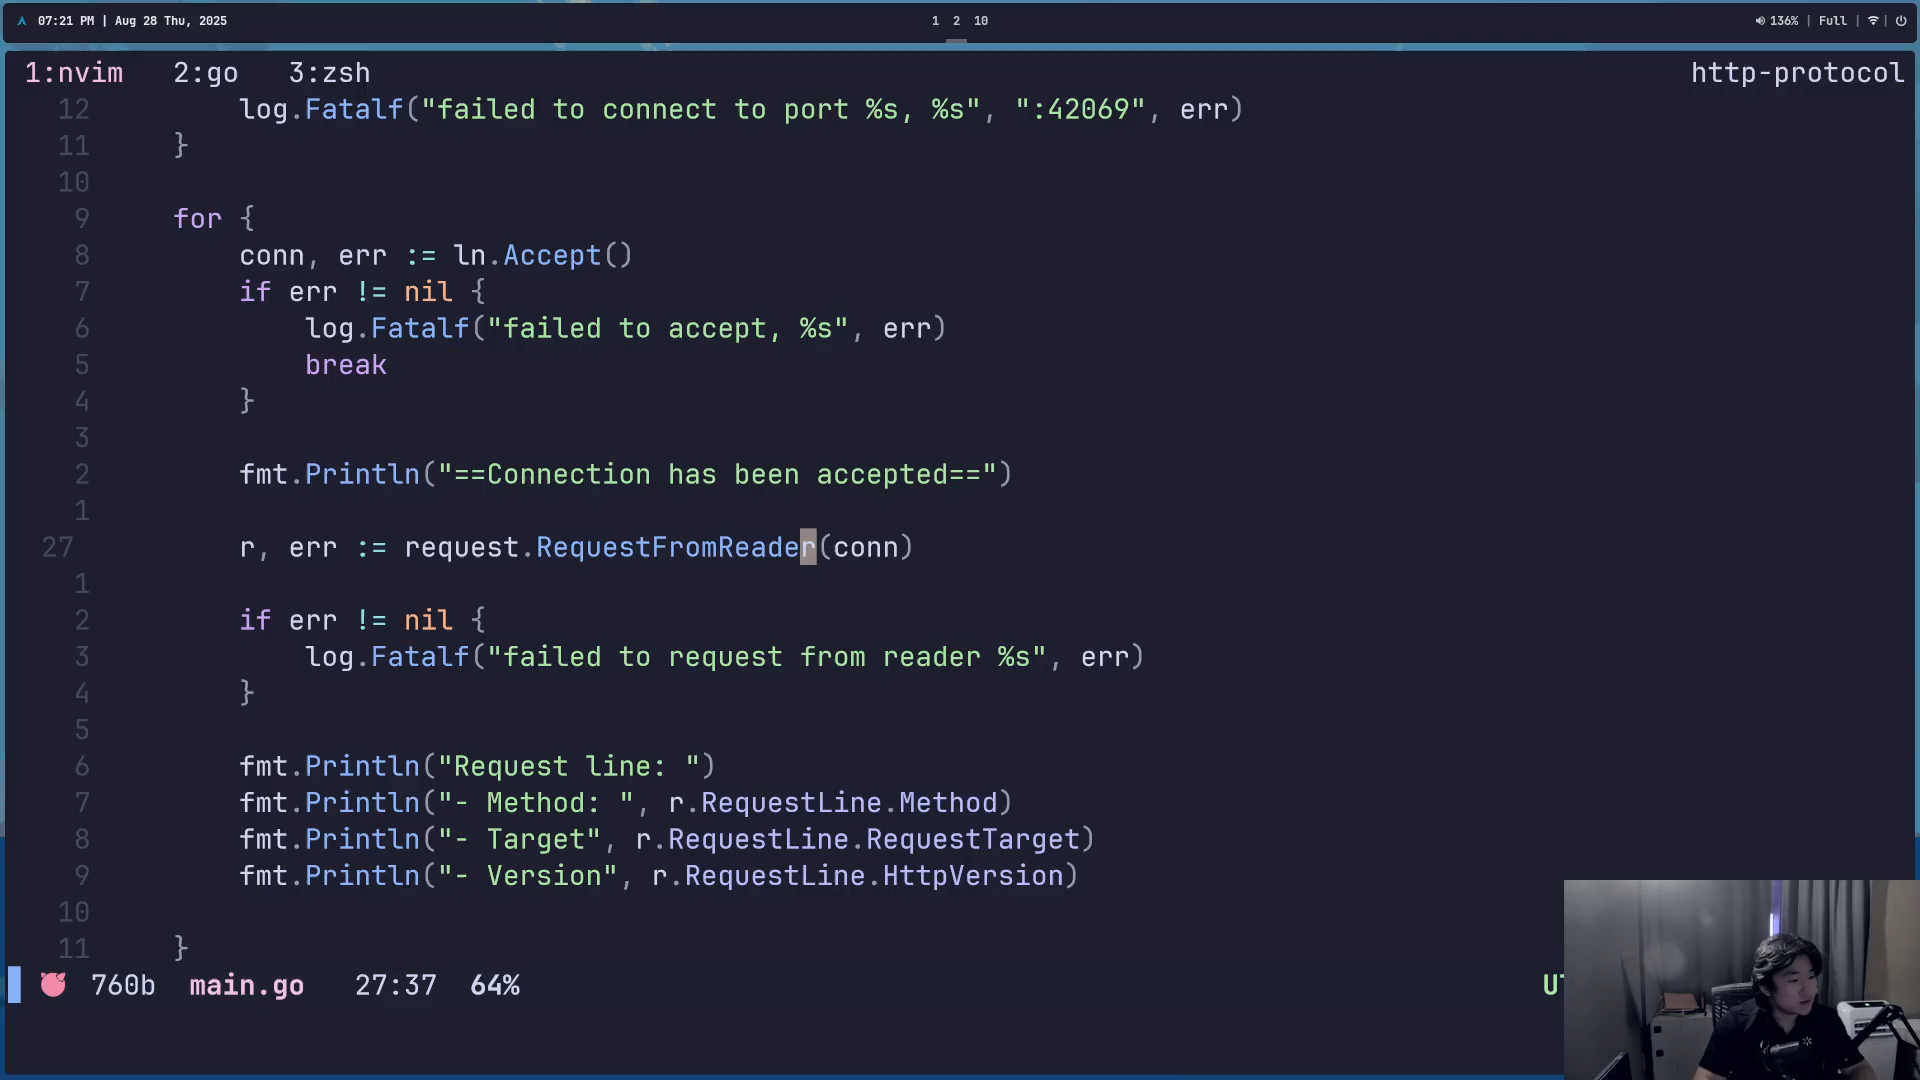 07:21 PM | Aug 28 Thu, 2025
1 2 10
136% | Full |
1:nvim 2:go 3:zsh
http-protocol
12 log.Fatalf("failed to connect to port %s, %s", ":42069", err)
11 }
10
9 for {
8 conn, err := ln.Accept()
7 if err != nil {
6 log.Fatalf("failed to accept, %s", err)
5 break
4 }
3
2 fmt.Println("==Connection has been accepted==")
1
27 r, err := request.RequestFromReader(conn)
1
2 if err != nil {
3 log.Fatalf("failed to request from reader %s", err)
4 }
5
6 fmt.Println("Request line: ")
7 fmt.Println("- Method: ", r.RequestLine.Method)
8 fmt.Println("- Target", r.RequestLine.RequestTarget)
9 fmt.Println("- Version", r.RequestLine.HttpVersion)
10
11 }
760b main.go 27:37 64%